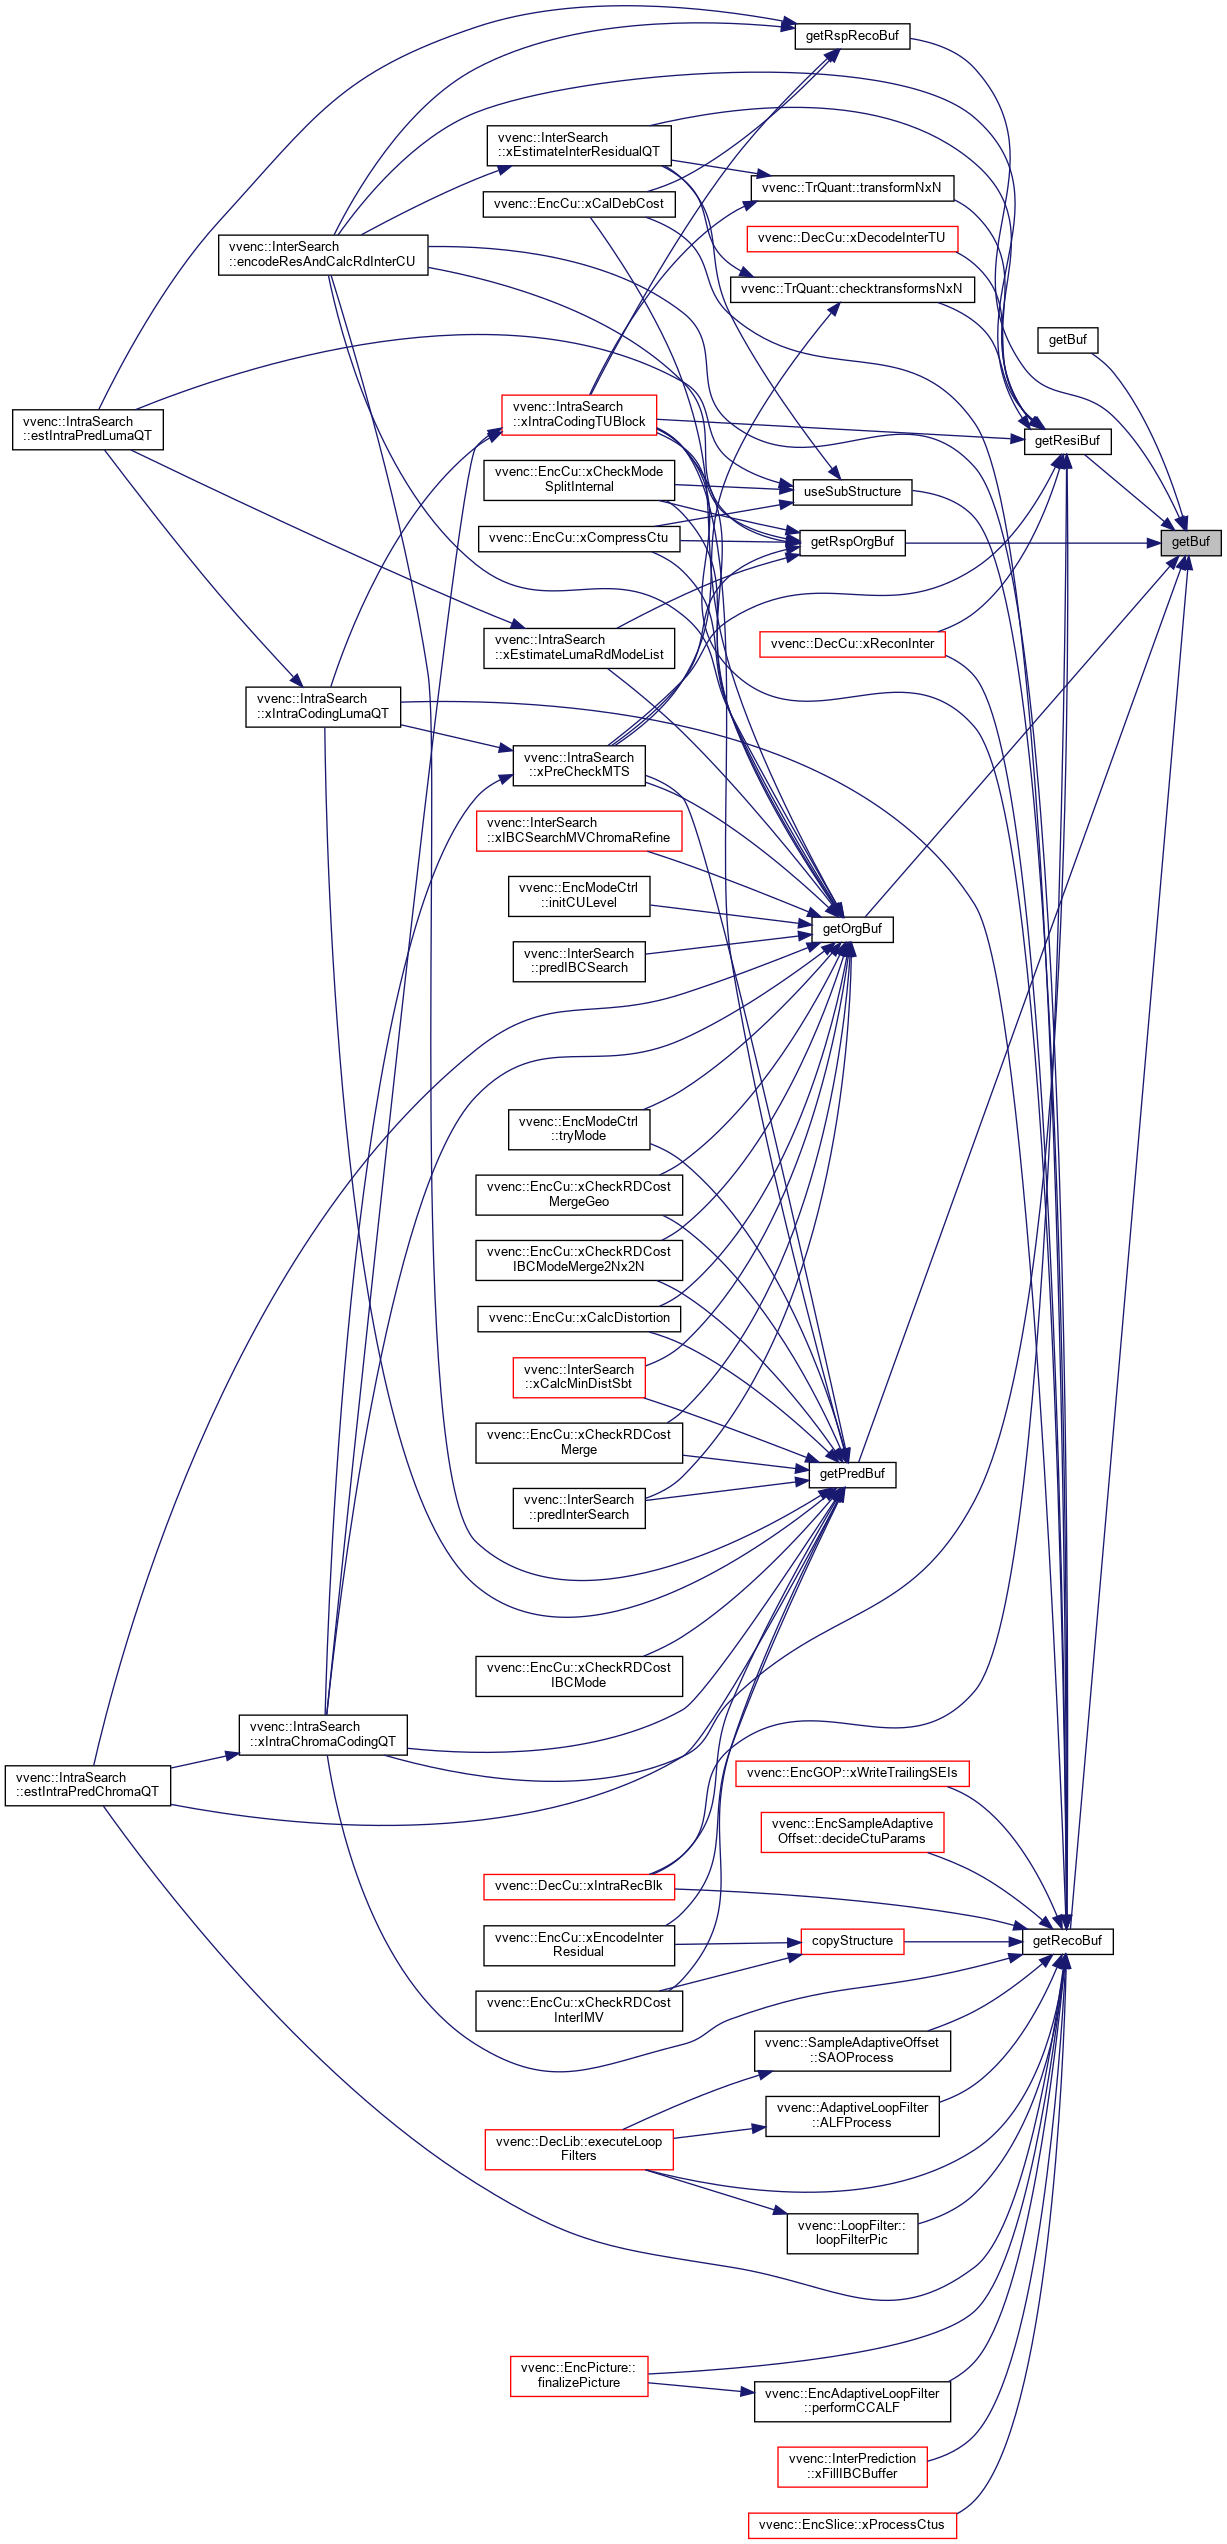 getRspRecoBuf
vvenc::InterSearch
::xEstimateInterResidualQT
vvenc::TrQuant::transformNxN
vvenc::EncCu::xCalDebCost
vvenc::DecCu::xDecodeInterTU
vvenc::InterSearch
::encodeResAndCalcRdInterCU
vvenc::TrQuant::checktransformsNxN
getBuf
vvenc::IntraSearch
::estIntraPredLumaQT
vvenc::IntraSearch
::xIntraCodingTUBlock
getResiBuf
vvenc::EncCu::xCheckMode
SplitInternal
useSubStructure
vvenc::EncCu::xCompressCtu
getRspOrgBuf
getBuf
vvenc::IntraSearch
::xEstimateLumaRdModeList
vvenc::DecCu::xReconInter
vvenc::IntraSearch
::xIntraCodingLumaQT
vvenc::IntraSearch
::xPreCheckMTS
vvenc::InterSearch
::xIBCSearchMVChromaRefine
vvenc::EncModeCtrl
::initCULevel
getOrgBuf
vvenc::InterSearch
::predIBCSearch
vvenc::EncModeCtrl
::tryMode
vvenc::EncCu::xCheckRDCost
MergeGeo
vvenc::EncCu::xCheckRDCost
IBCModeMerge2Nx2N
vvenc::EncCu::xCalcDistortion
vvenc::InterSearch
::xCalcMinDistSbt
vvenc::EncCu::xCheckRDCost
Merge
getPredBuf
vvenc::InterSearch
::predInterSearch
vvenc::EncCu::xCheckRDCost
IBCMode
vvenc::IntraSearch
::xIntraChromaCodingQT
vvenc::IntraSearch
::estIntraPredChromaQT
vvenc::EncGOP::xWriteTrailingSEIs
vvenc::EncSampleAdaptive
Offset::decideCtuParams
vvenc::DecCu::xIntraRecBlk
vvenc::EncCu::xEncodeInter
Residual
copyStructure
getRecoBuf
vvenc::EncCu::xCheckRDCost
InterIMV
vvenc::SampleAdaptiveOffset
::SAOProcess
vvenc::AdaptiveLoopFilter
::ALFProcess
vvenc::DecLib::executeLoop
Filters
vvenc::LoopFilter::
loopFilterPic
vvenc::EncPicture::
finalizePicture
vvenc::EncAdaptiveLoopFilter
::performCCALF
vvenc::InterPrediction
::xFillIBCBuffer
vvenc::EncSlice::xProcessCtus